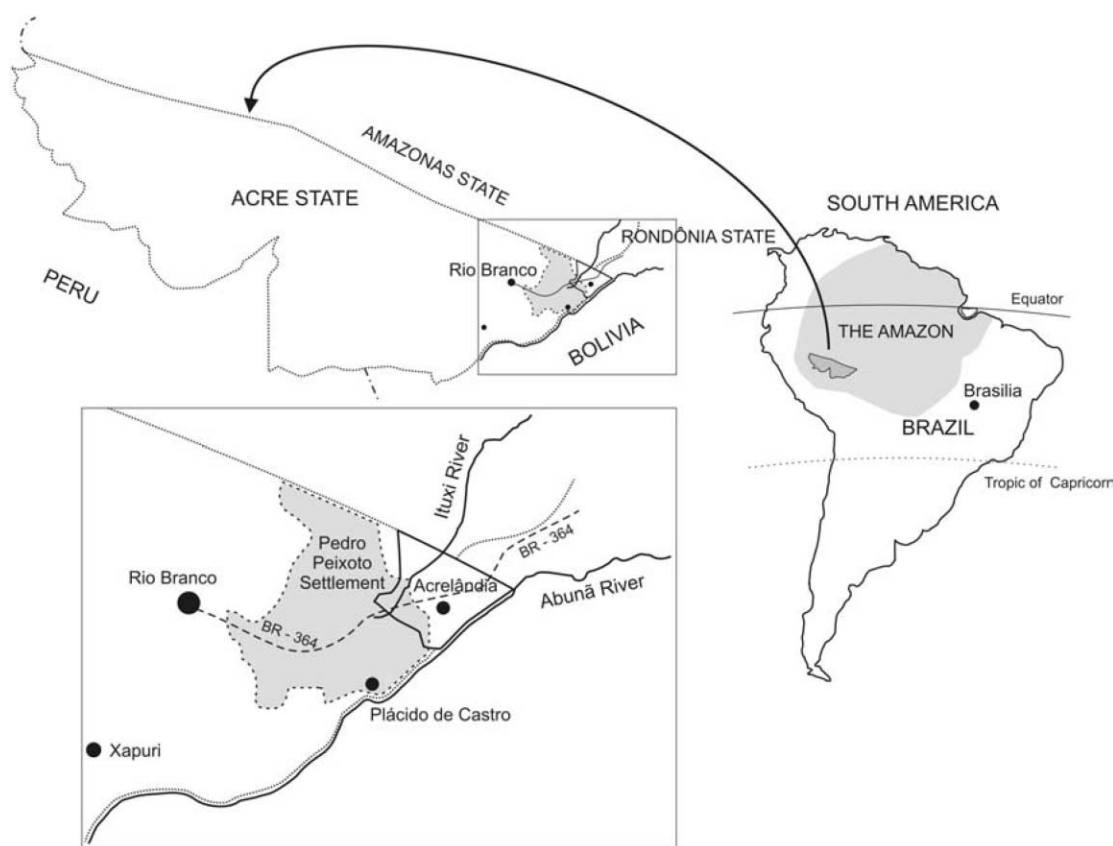 AMAZONAS STATE
ACRE STATE
PERU
RONDÔNIA STATE
Rio Branco
BOLIVIA
SOUTH AMERICA
Equator
THE AMAZON
Brasilia
BRAZIL
Tropic of Capricorn
Ituxi River
Pedro
Peixoto
Settlement
BR - 364
Rio Branco
Acrelândia
Abunã River
BR - 364
Plácido de Castro
Xapuri